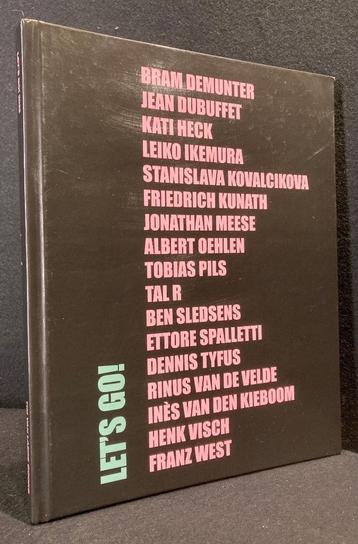 BRAM DEMUNTER
JEAN DUBUFFET
KATI HECK
LEIKO IKEMURA
STANISLAVA KOVALCIKOVA
FRIEDRICH KUNATH
JONATHAN MEESE
ALBERT OEHLEN
TOBIAS PILS
TAL R
BEN SLEDSENS
ETTORE SPALLETTI
DENNIS TYFUS
RINUS VAN DE VELDE
INÈS VAN DEN KIEBOOM
HENK VISCH
FRANZ WEST
LET'S GO!